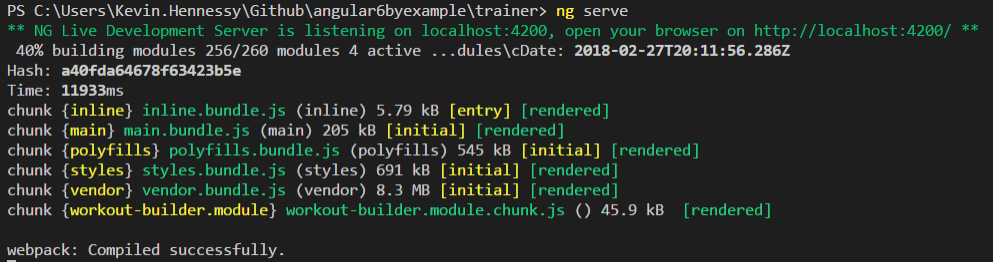 PS C:\Users\Kevin.Hennessy\Github\angular6byexample\trainer> ng serve
** NG Live Development Server is listening on localhost:4200, open your browser on http://localhost:4200/ **
 40% building modules 256/260 modules 4 active ...dules\cDate: 2018-02-27T20:11:56.286Z
Hash: a40fda64678f63423b5e
Time: 11933ms
chunk {inline} inline.bundle.js (inline) 5.79 kB [entry] [rendered]
chunk {main} main.bundle.js (main) 205 kB [initial] [rendered]
chunk {polyfills} polyfills.bundle.js (polyfills) 545 kB [initial] [rendered]
chunk {styles} styles.bundle.js (styles) 691 kB [initial] [rendered]
chunk {vendor} vendor.bundle.js (vendor) 8.3 MB [initial] [rendered]
chunk {workout-builder.module} workout-builder.module.chunk.js () 45.9 kB  [rendered]
webpack: Compiled successfully.